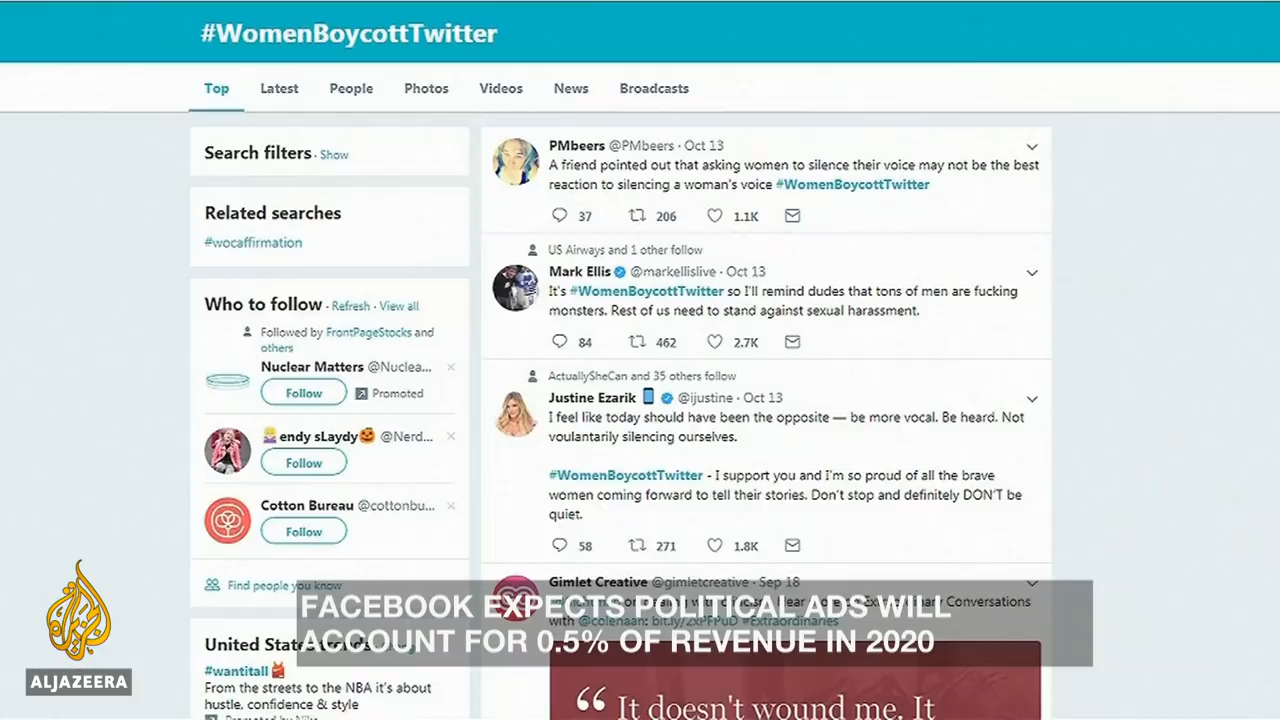 #WomenBoycottTwitter
Top Latest People Photos Videos News Broadcasts
Search filters · Show
Related searches
#wocaffirmation
Who to follow · Refresh · View all
Followed by FrontPageStocks and
others
Nuclear Matters @Nuclea...
Follow Promoted
endy sLaydy @Nerd...
Follow
Cotton Bureau @cottonbu...
Follow
Find people you know
United States
#wantitall
From the streets to the NBA it's about
hustle, confidence & style
PMbeers @PMbeers · Oct 13
A friend pointed out that asking women to silence their voice may not be the best
reaction to silencing a woman's voice #WomenBoycottTwitter
37 206 1.1K
US Airways and 1 other follow
Mark Ellis @markellislive · Oct 13
It's #WomenBoycottTwitter so I'll remind dudes that tons of men are fucking
monsters. Rest of us need to stand against sexual harassment.
84 462 2.7K
ActuallySheCan and 35 others follow
Justine Ezarik @ijustine · Oct 13
I feel like today should have been the opposite — be more vocal. Be heard. Not
voulantarily silencing ourselves.
#WomenBoycottTwitter - I support you and I'm so proud of all the brave
women coming forward to tell their stories. Don't stop and definitely DON'T be
quiet.
58 271 1.8K
Gimlet Creative @gimletcreative · Sep 18
Conversations
with @colenaan: #Extraordinaries
“ It doesn't wound me. It
FACEBOOK EXPECTS POLITICAL ADS WILL
ACCOUNT FOR 0.5% OF REVENUE IN 2020
ALJAZEERA